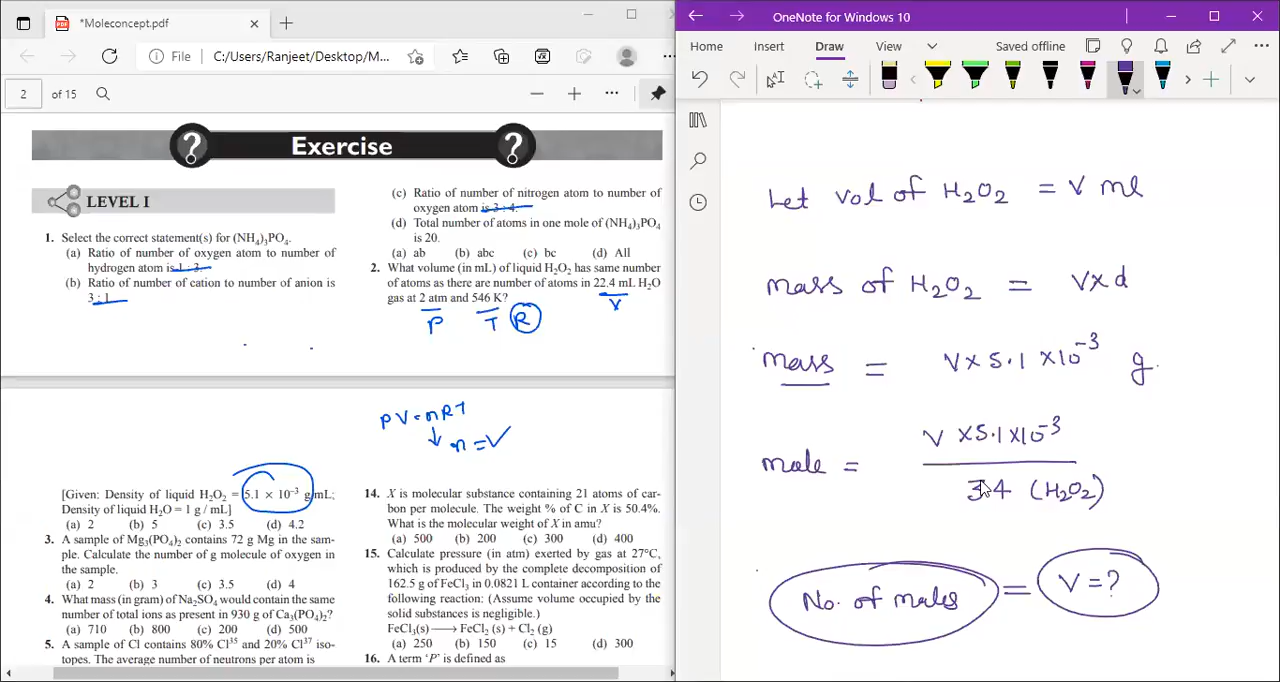 *Moleconcept.pdf
File C:/Users/Ranjeet/Desktop/M...
2 of 15
? Exercise ?
LEVEL I
1. Select the correct statement(s) for (NH₄)₃PO₄.
(a) Ratio of number of oxygen atom to number of
hydrogen atom is 1 : 3.
(b) Ratio of number of cation to number of anion is
3 : 1.
(c) Ratio of number of nitrogen atom to number of
oxygen atom is 3 : 4.
(d) Total number of atoms in one mole of (NH₄)₃PO₄
is 20.
(a) ab (b) abc (c) bc (d) All
2. What volume (in mL) of liquid H₂O₂ has same number
of atoms as there are number of atoms in 22.4 mL H₂O
gas at 2 atm and 546 K?
P T R V
PV = nRT
n = ✓
[Given: Density of liquid H₂O₂ = 5.1 × 10⁻³ g/mL;
Density of liquid H₂O = 1 g / mL]
(a) 2 (b) 5 (c) 3.5 (d) 4.2
3. A sample of Mg₃(PO₄)₂ contains 72 g Mg in the sam-
ple. Calculate the number of g molecule of oxygen in
the sample.
(a) 2 (b) 3 (c) 3.5 (d) 4
4. What mass (in gram) of Na₂SO₄ would contain the same
number of total ions as present in 930 g of Ca₃(PO₄)₂?
(a) 710 (b) 800 (c) 200 (d) 500
5. A sample of Cl contains 80% Cl³⁵ and 20% Cl³⁷ iso-
topes. The average number of neutrons per atom is
14. X is molecular substance containing 21 atoms of car-
bon per molecule. The weight % of C in X is 50.4%.
What is the molecular weight of X in amu?
(a) 500 (b) 200 (c) 300 (d) 400
15. Calculate pressure (in atm) exerted by gas at 27°C,
which is produced by the complete decomposition of
162.5 g of FeCl₃ in 0.0821 L container according to the
following reaction: (Assume volume occupied by the
solid substances is negligible.)
FeCl₃(s) ⟶ FeCl₂ (s) + Cl₂ (g)
(a) 250 (b) 150 (c) 15 (d) 300
16. A term ‘P’ is defined as
OneNote for Windows 10
Home Insert Draw View Saved offline
Let vol of H₂O₂ = V ml
mass of H₂O₂ = V×d
mass = V×5.1×10⁻³ g.
V×5.1×10⁻³
mole =
34 (H₂O₂)
No. of moles = V = ?